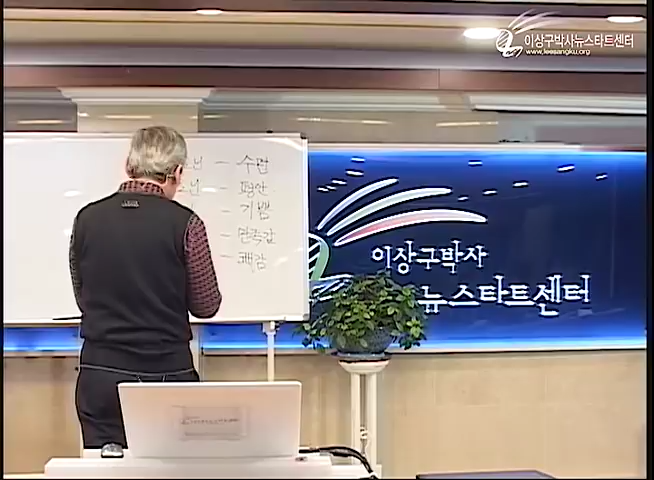 이상구박사뉴스타트센터
www.leesangku.org
수면
평안
기쁨
만족감
쾌감
이상구박사
뉴스타트센터